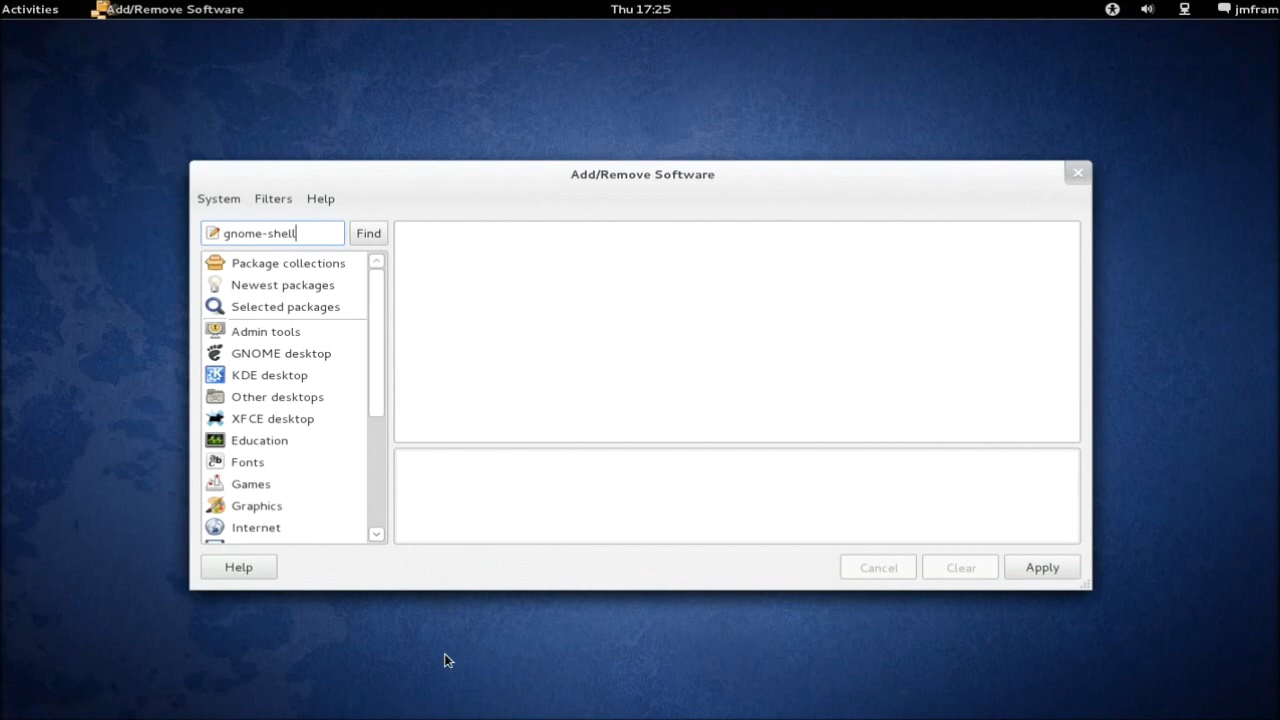 Activities Add/Remove Software Thu 17:25 jmfram
Add/Remove Software
System Filters Help
gnome-shell Find
Package collections
Newest packages
Selected packages
Admin tools
GNOME desktop
KDE desktop
Other desktops
XFCE desktop
Education
Fonts
Games
Graphics
Internet
Help Cancel Clear Apply